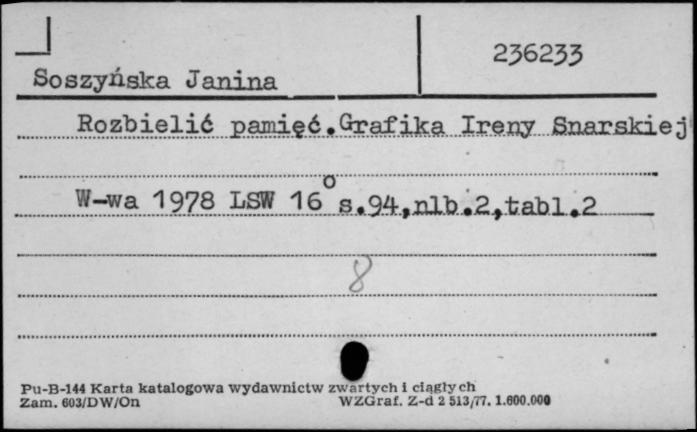 236233
Soszyńska Janina
Rozbielić pamięć.Grafika Ireny Snarskiej
W-wa 1978 LSW 16° s.94,nlb.2,tabl.2
8
Pu-B-144 Karta katalogowa wydawnictw zwartych i ciągłych
Zam. 603/DW/On WZGraf. Z-d 2 513/77. 1.600.000